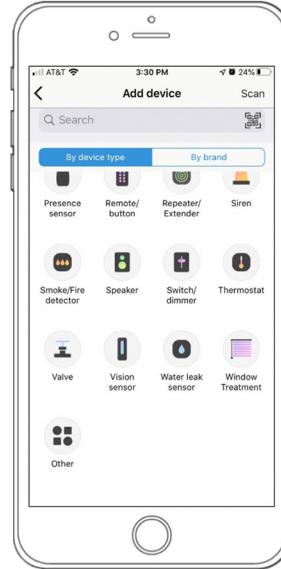 AT&T 3:30 PM 24%
Add device Scan
Search
By device type By brand
Presence sensor Remote/ button Repeater/ Extender Siren
Smoke/Fire detector Speaker Switch/ dimmer Thermostat
Valve Vision sensor Water leak sensor Window Treatment
Other